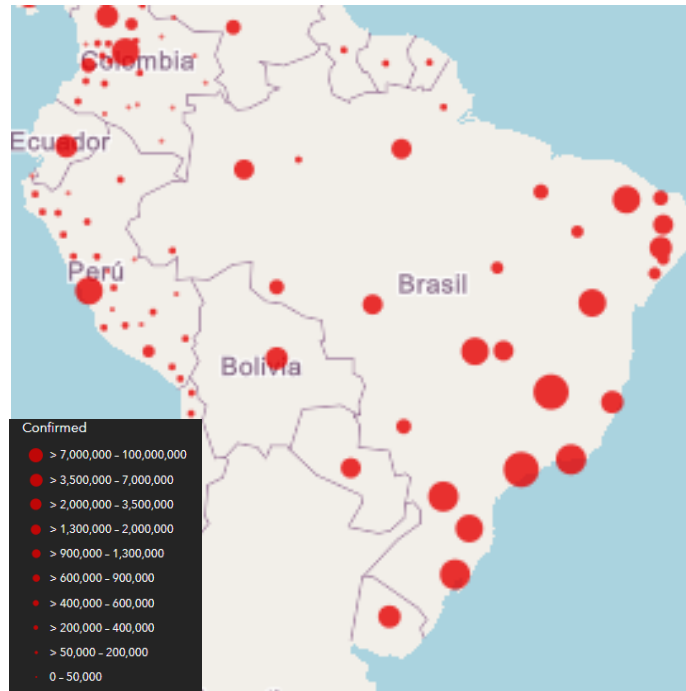 Colombia
Ecuador
Perú
Brasil
Bolivia
Confirmed
> 7,000,000 – 100,000,000
> 3,500,000 – 7,000,000
> 2,000,000 – 3,500,000
> 1,300,000 – 2,000,000
> 900,000 – 1,300,000
> 600,000 – 900,000
> 400,000 – 600,000
> 200,000 – 400,000
> 50,000 – 200,000
0 – 50,000